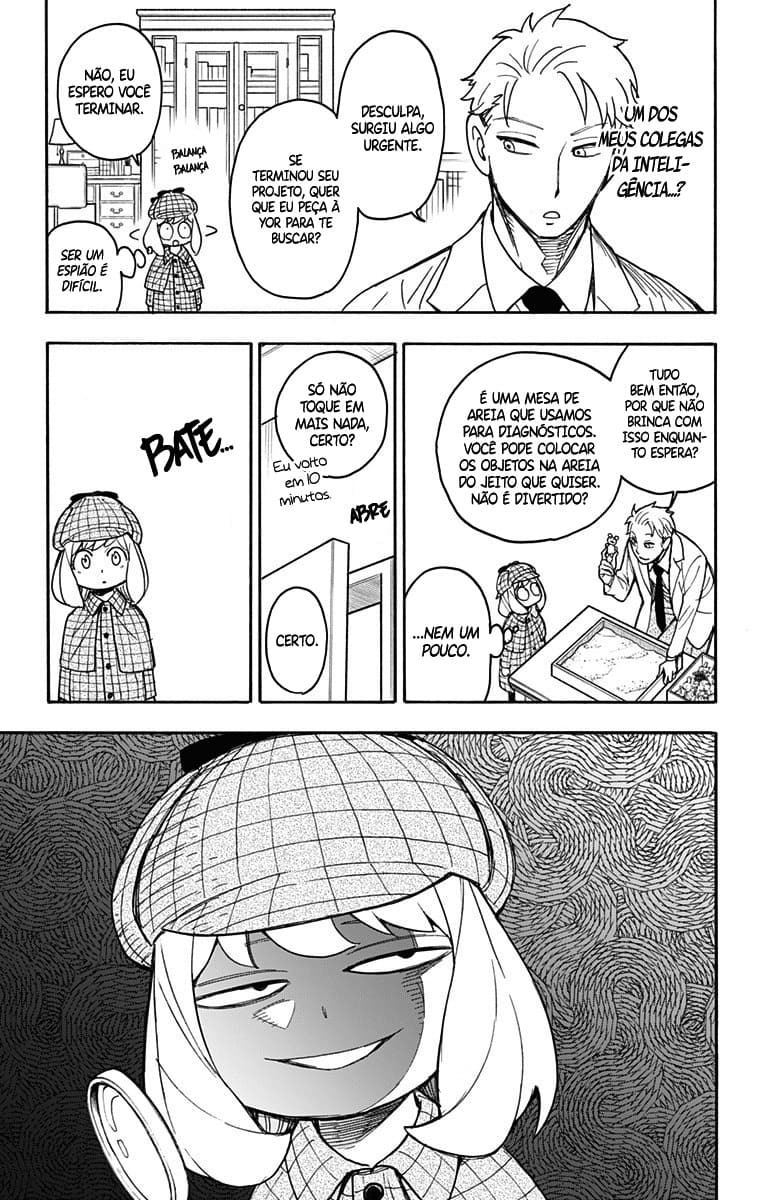 UM DOS
MEUS COLEGAS
DA INTELI-
GÊNCIA...?
DESCULPA,
SURGIU ALGO
URGENTE.
SE
TERMINOU SEU
PROJETO, QUER
QUE EU PEÇA À
YOR PARA TE
BUSCAR?
NÃO, EU
ESPERO VOCÊ
TERMINAR.
BALANÇA
BALANÇA
SER UM
ESPIÃO É
DIFÍCIL.
TUDO
BEM ENTÃO,
POR QUE NÃO
BRINCA COM
ISSO ENQUAN-
TO ESPERA?
É UMA MESA DE
AREIA QUE USAMOS
PARA DIAGNÓSTICOS.
VOCÊ PODE COLOCAR
OS OBJETOS NA AREIA
DO JEITO QUE QUISER.
NÃO É DIVERTIDO?
...NEM UM
POUCO.
SÓ NÃO
TOQUE EM
MAIS NADA,
CERTO?
Eu volto
em 10
minutos.
ABRE
CERTO.
BATE...